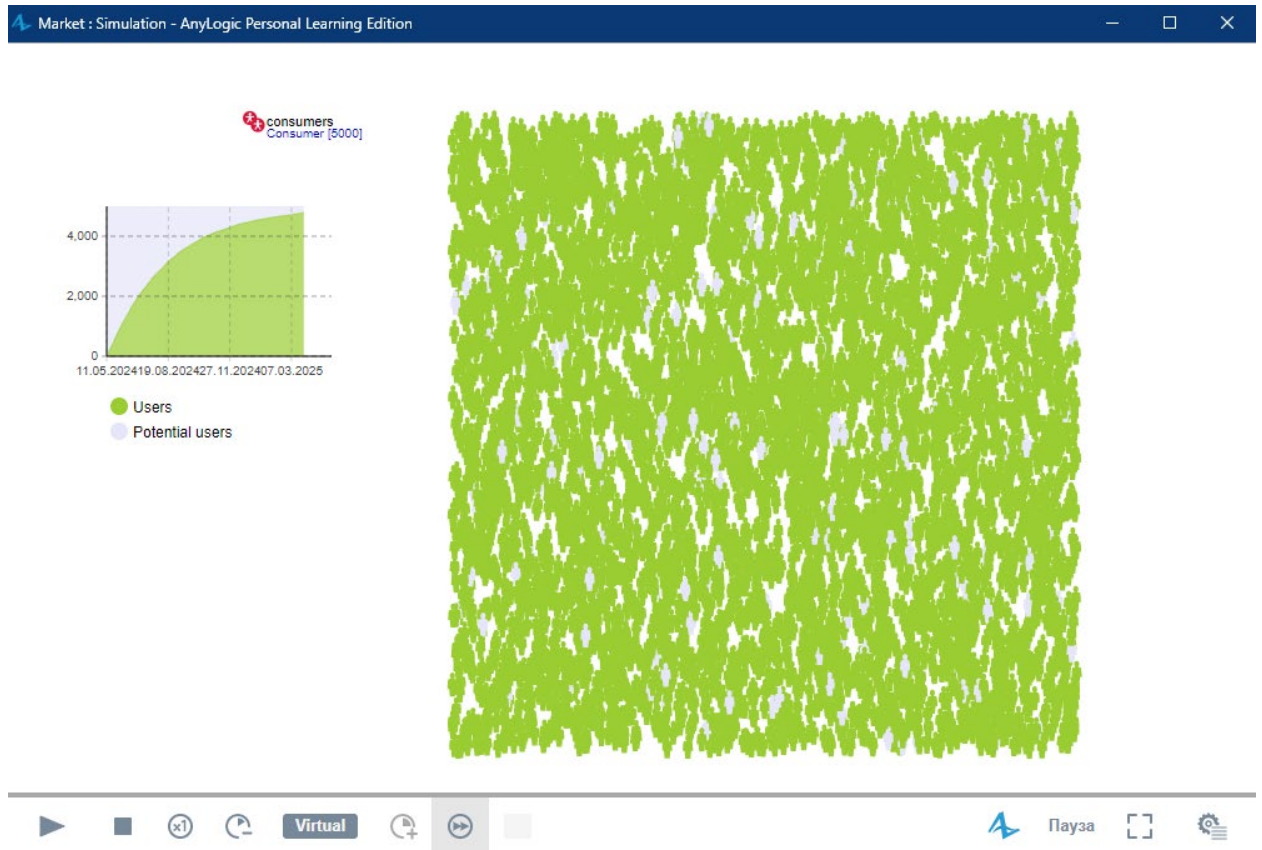 Market : Simulation - AnyLogic Personal Learning Edition
consumers
Consumer [5000]
4,000
2,000
0
11.05.202419.08.202427.11.202407.03.2025
Users
Potential users
x1
Virtual
Пауза